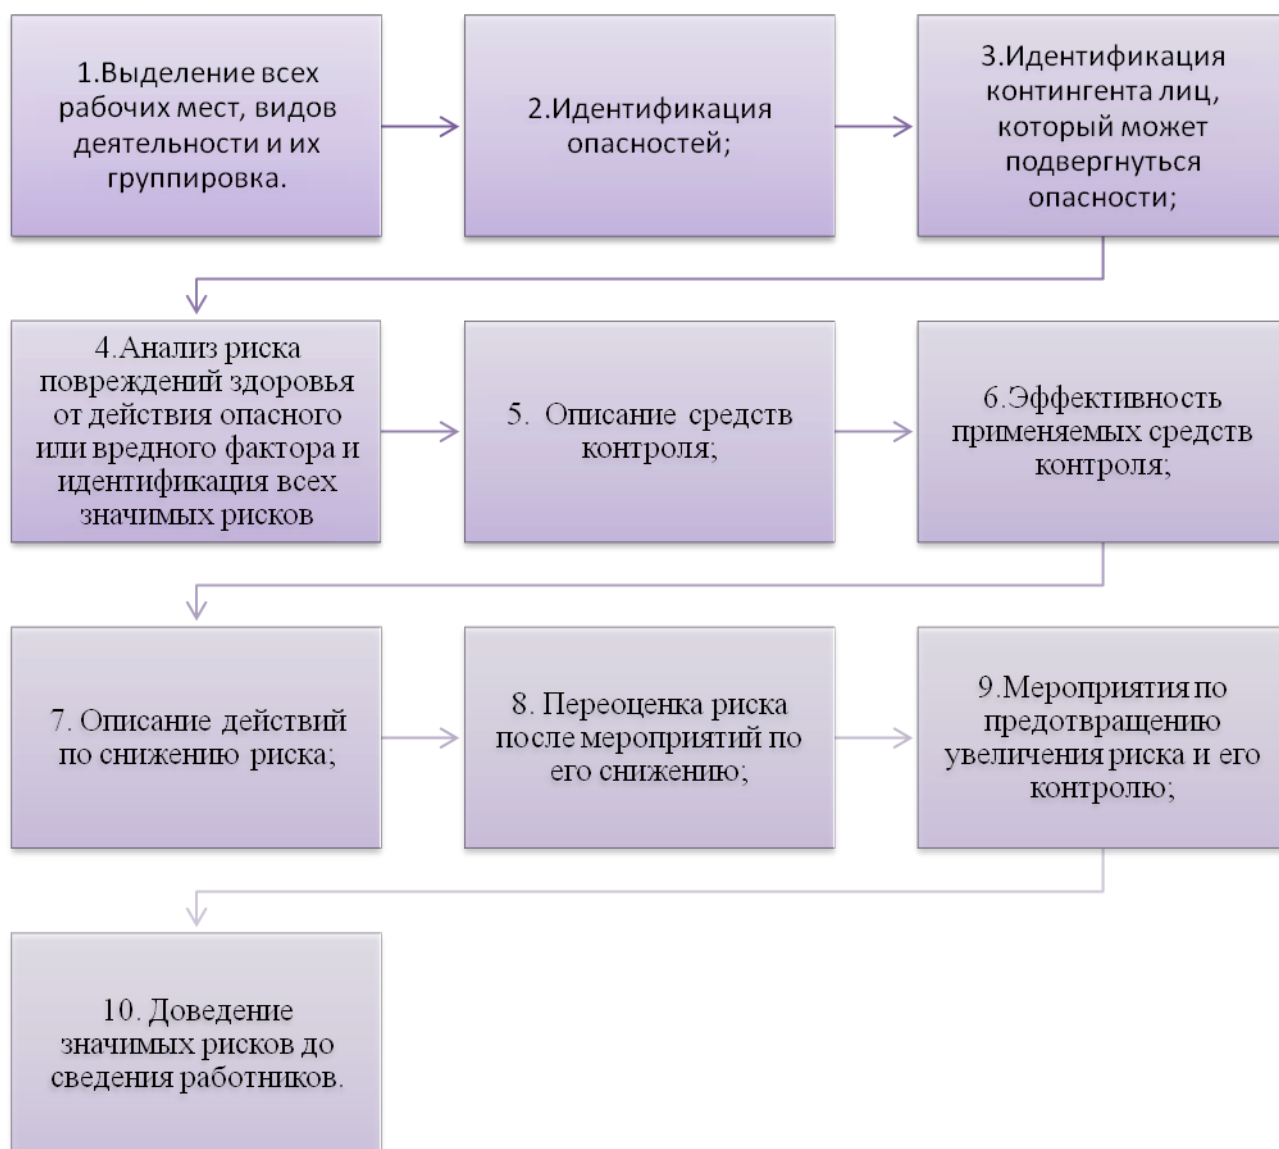 1.Выделение всех
рабочих мест, видов
деятельности и их
группировка.
2.Идентификация
опасностей;
3.Идентификация
контингента лиц,
который может
подвергнуться
опасности;
4.Анализ риска
повреждений здоровья
от действия опасного
или вредного фактора и
идентификация всех
значимых рисков
5. Описание средств
контроля;
6.Эффективность
применяемых средств
контроля;
7. Описание действий
по снижению риска;
8. Переоценка риска
после мероприятий по
его снижению;
9.Мероприятия по
предотвращению
увеличения риска и его
контролю;
10. Доведение
значимых рисков до
сведения работников.